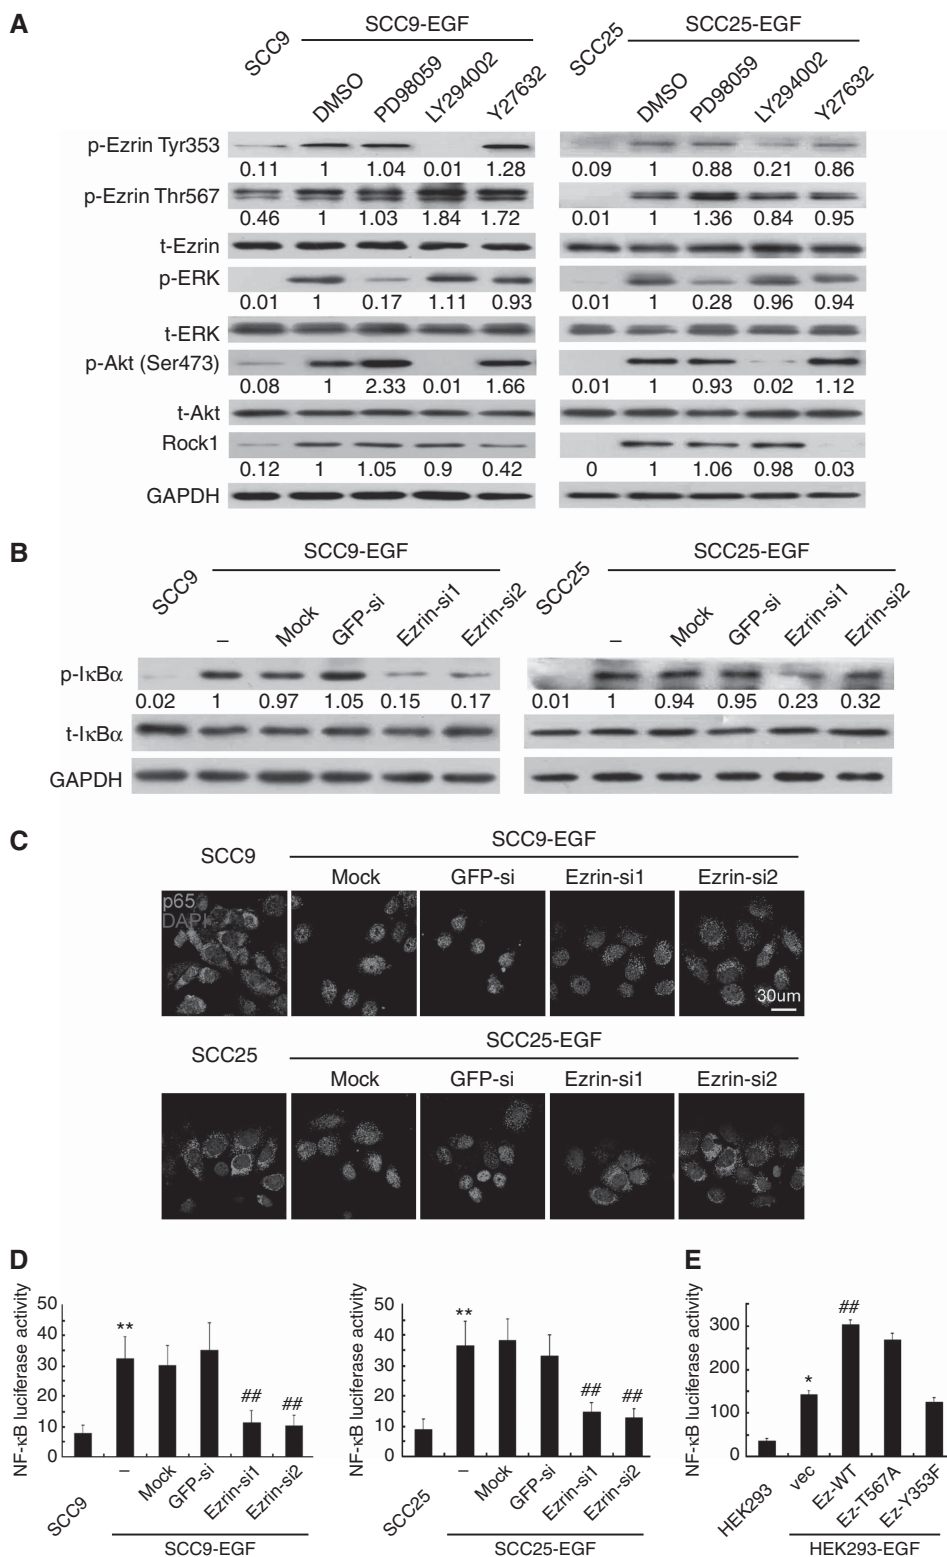 A
SCC9 SCC9-EGF SCC25 SCC25-EGF
DMSO PD98059 LY294002 Y27632 DMSO PD98059 LY294002 Y27632
p-Ezrin Tyr353
0.11 1 1.04 0.01 1.28 0.09 1 0.88 0.21 0.86
p-Ezrin Thr567
0.46 1 1.03 1.84 1.72 0.01 1 1.36 0.84 0.95
t-Ezrin
p-ERK
0.01 1 0.17 1.11 0.93 0.01 1 0.28 0.96 0.94
t-ERK
p-Akt (Ser473)
0.08 1 2.33 0.01 1.66 0.01 1 0.93 0.02 1.12
t-Akt
Rock1
0.12 1 1.05 0.9 0.42 0 1 1.06 0.98 0.03
GAPDH
B
SCC9 SCC9-EGF SCC25 SCC25-EGF
– Mock GFP-si Ezrin-si1 Ezrin-si2 – Mock GFP-si Ezrin-si1 Ezrin-si2
p-IκBα
0.02 1 0.97 1.05 0.15 0.17 0.01 1 0.94 0.95 0.23 0.32
t-IκBα
GAPDH
C
SCC9 SCC9-EGF
Mock GFP-si Ezrin-si1 Ezrin-si2
p65
DAPI
30um
SCC25 SCC25-EGF
Mock GFP-si Ezrin-si1 Ezrin-si2
D
NF-κB luciferase activity
50
40
30
20
10
0
** ## ##
SCC9 – Mock GFP-si Ezrin-si1 Ezrin-si2
SCC9-EGF
NF-κB luciferase activity
50
40
30
20
10
0
** ## ##
SCC25 – Mock GFP-si Ezrin-si1 Ezrin-si2
SCC25-EGF
E
NF-κB luciferase activity
300
200
100
0
* ##
HEK293 vec Ez-WT Ez-T567A Ez-Y353F
HEK293-EGF